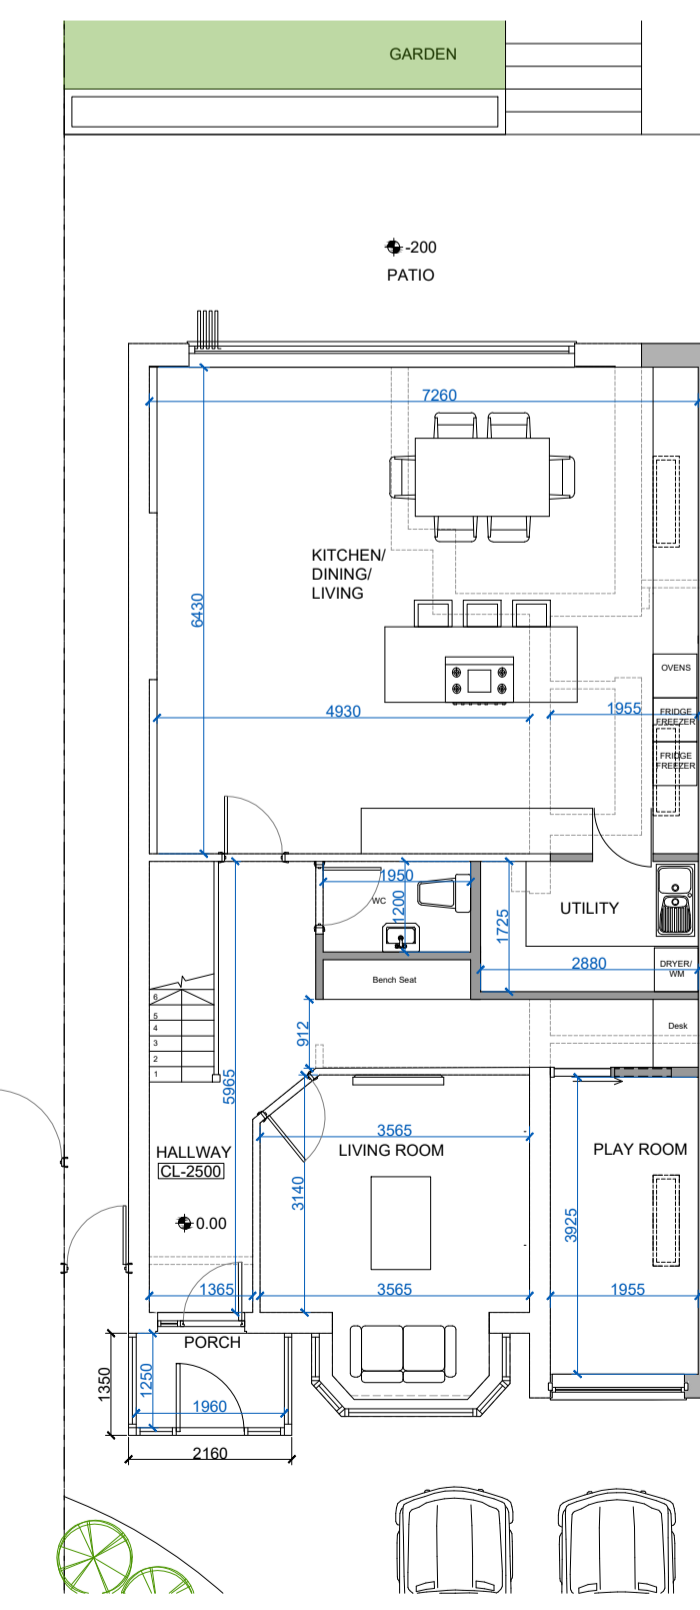 GARDEN
-200
PATIO
7260
KITCHEN/
DINING/
LIVING
6430
OVENS
4930
1955
FRIDGE
FREEZER
FRIDGE
FREEZER
1950
WC
1200
1725
UTILITY
2880
DRYER/
WM
Bench Seat
6
5
4
3
2
1
912
Desk
5965
3565
HALLWAY
CL-2500
LIVING ROOM
PLAY ROOM
3140
0.00
3925
1365
3565
1955
PORCH
1350
1250
1960
2160